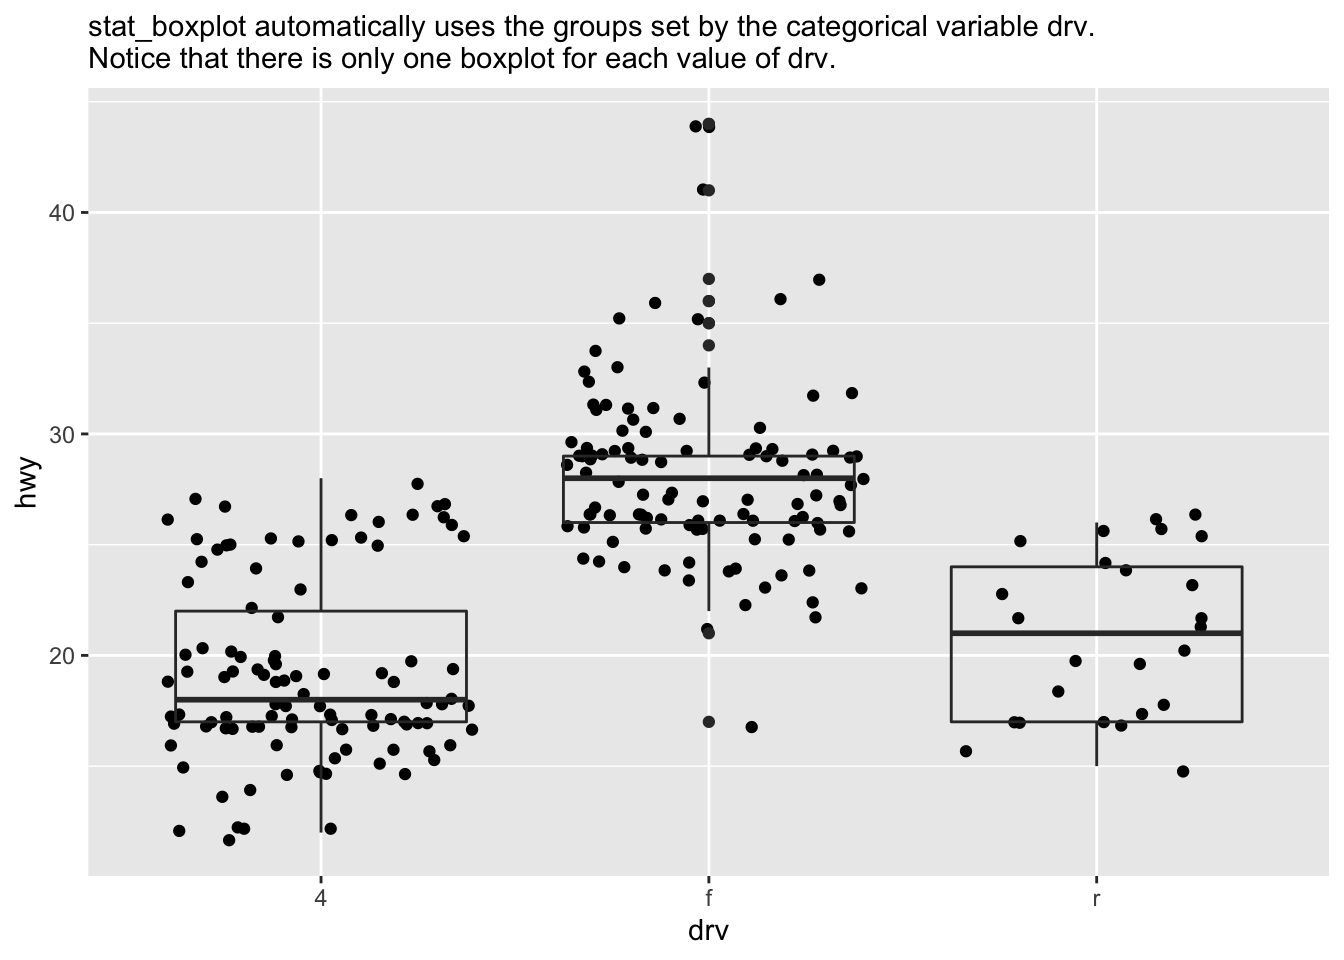 stat_boxplot automatically uses the groups set by the categorical variable drv.
Notice that there is only one boxplot for each value of drv.
40
30
20
hwy
4
f
r
drv